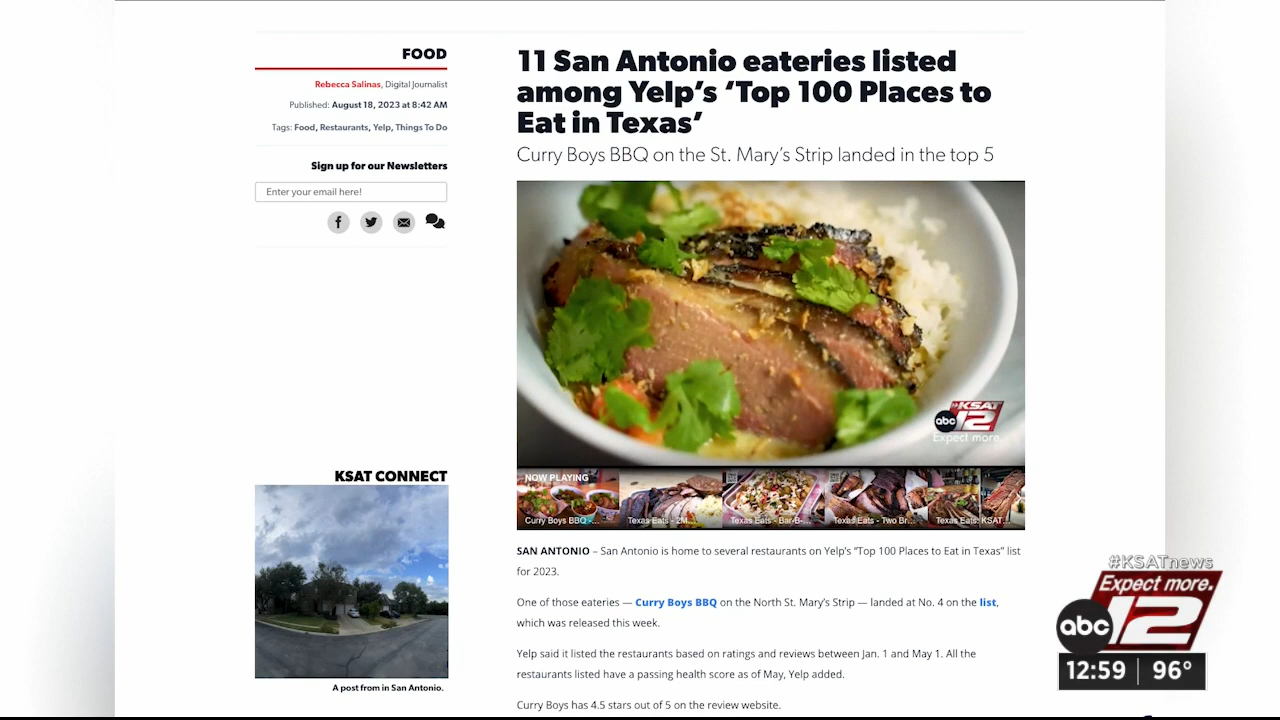 FOOD
Rebecca Salinas, Digital Journalist
Published: August 18, 2023 at 8:42 AM
Tags: Food, Restaurants, Yelp, Things To Do
Sign up for our Newsletters
Enter your email here!
KSAT CONNECT
A post from in San Antonio.
11 San Antonio eateries listed
among Yelp's ‘Top 100 Places to
Eat in Texas’
Curry Boys BBQ on the St. Mary's Strip landed in the top 5
KSAT
abc 12
Expect more.
NOW PLAYING
Curry Boys BBQ -...
Texas Eats - 2M...
Texas Eats - Bar-B-...
Texas Eats - Two Br...
Texas Eats: KSAT...
SAN ANTONIO – San Antonio is home to several restaurants on Yelp's “Top 100 Places to Eat in Texas” list
for 2023.
One of those eateries — Curry Boys BBQ on the North St. Mary's Strip — landed at No. 4 on the list,
which was released this week.
Yelp said it listed the restaurants based on ratings and reviews between Jan. 1 and May 1. All the
restaurants listed have a passing health score as of May, Yelp added.
Curry Boys has 4.5 stars out of 5 on the review website.
#KSATnews
Expect more.
abc 12
12:59 96°